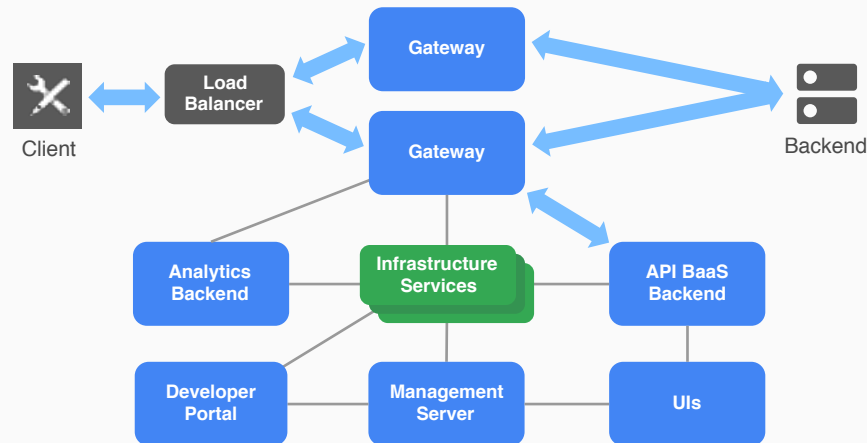 Gateway
Load
Balancer
Client
Gateway
Backend
Analytics
Backend
Infrastructure
Services
API BaaS
Backend
Developer
Portal
Management
Server
UIs